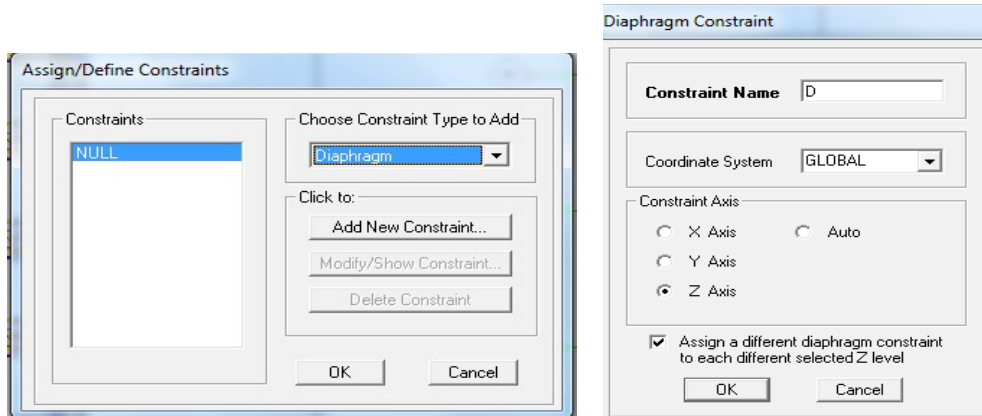 Assign/Define Constraints
Constraints
NULL
Choose Constraint Type to Add
Diaphragm
Click to:
Add New Constraint...
Modify/Show Constraint...
Delete Constraint
OK
Cancel
Diaphragm Constraint
Constraint Name
D
Coordinate System
GLOBAL
Constraint Axis
X Axis
Auto
Y Axis
Z Axis
Assign a different diaphragm constraint
to each different selected Z level
OK
Cancel